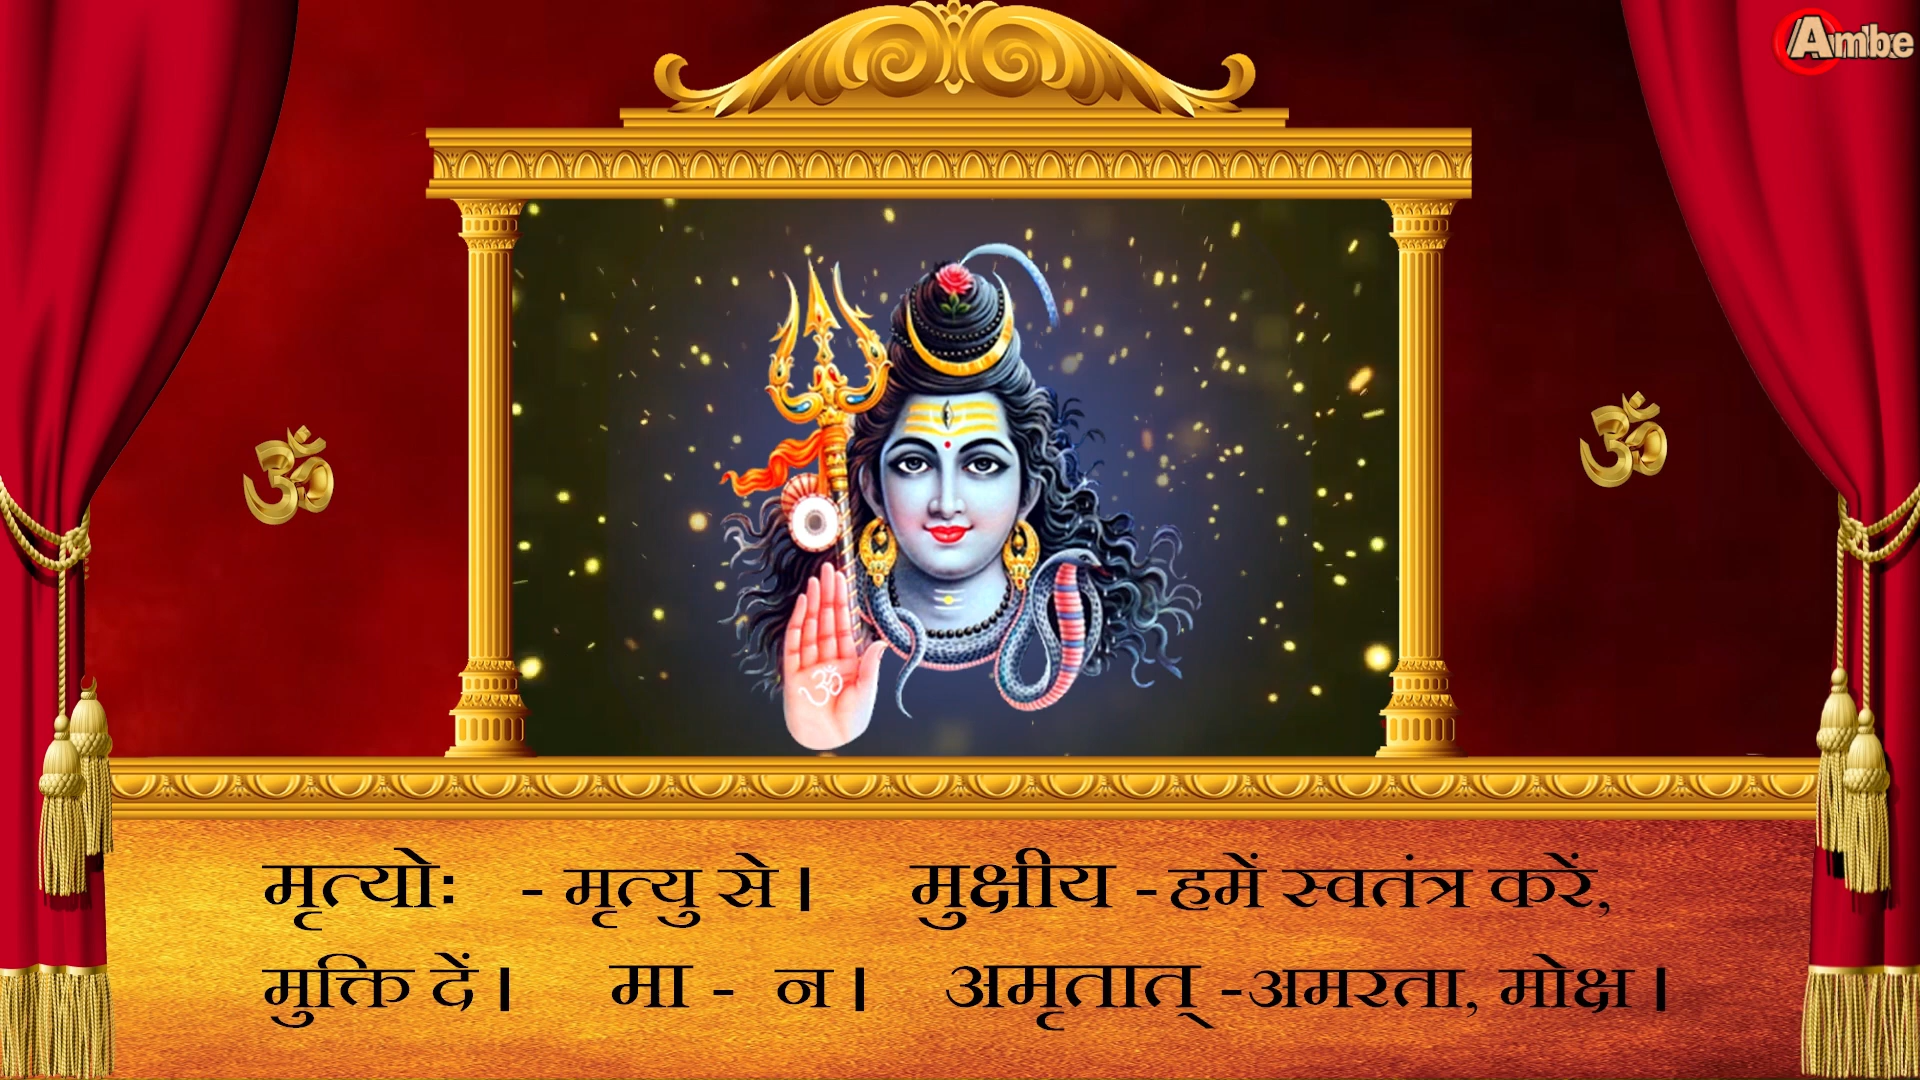 Ambe
मृत्योः - मृत्यु से। मुक्षीय - हमें स्वतंत्र करें,
मुक्ति दें। मा - न। अमृतात् - अमरता, मोक्ष।
ॐ
ॐ
ॐ